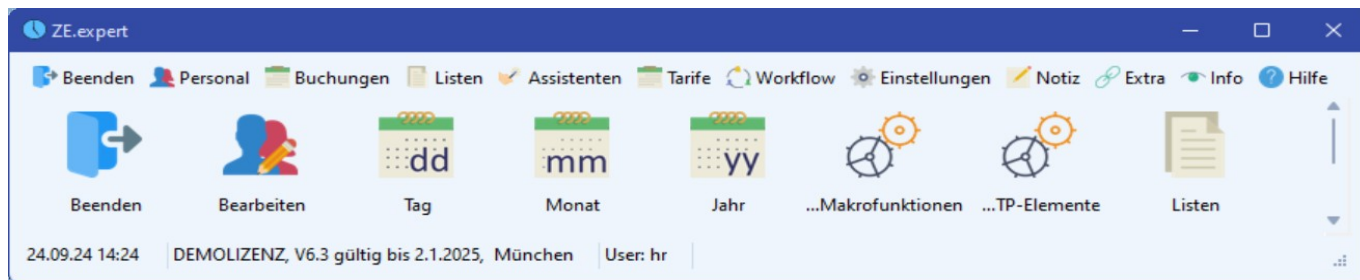 ZE.expert
Beenden Personal Buchungen Listen Assistenten Tarife Workflow Einstellungen Notiz Extra Info Hilfe
dd mm yy
Beenden Bearbeiten Tag Monat Jahr ...Makrofunktionen ...TP-Elemente Listen
24.09.24 14:24 DEMOLIZENZ, V6.3 gültig bis 2.1.2025, München User: hr